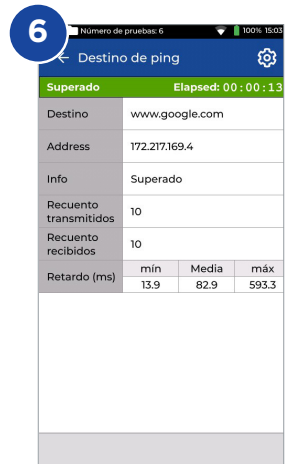 6
Número de pruebas: 6 100% 15:03
Destino de ping
Superado Elapsed: 00:00:13
Destino www.google.com
Address 172.217.169.4
Info Superado
Recuento transmitidos 10
Recuento recibidos 10
Retardo (ms) mín Media máx
13.9 82.9 593.3